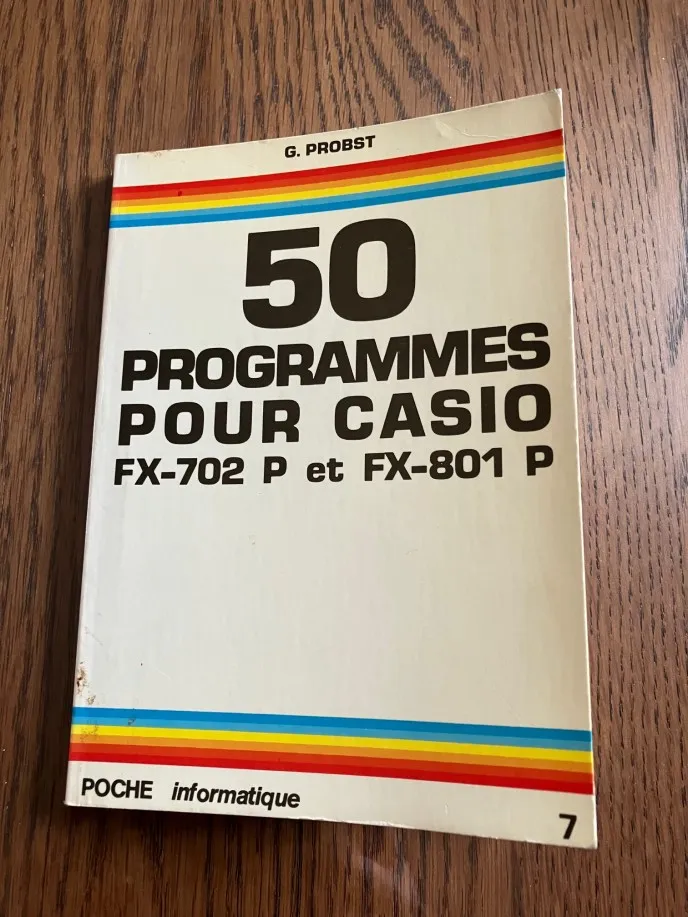 G. PROBST
50
PROGRAMMES
POUR CASIO
FX-702 P et FX-801 P
POCHE informatique
7